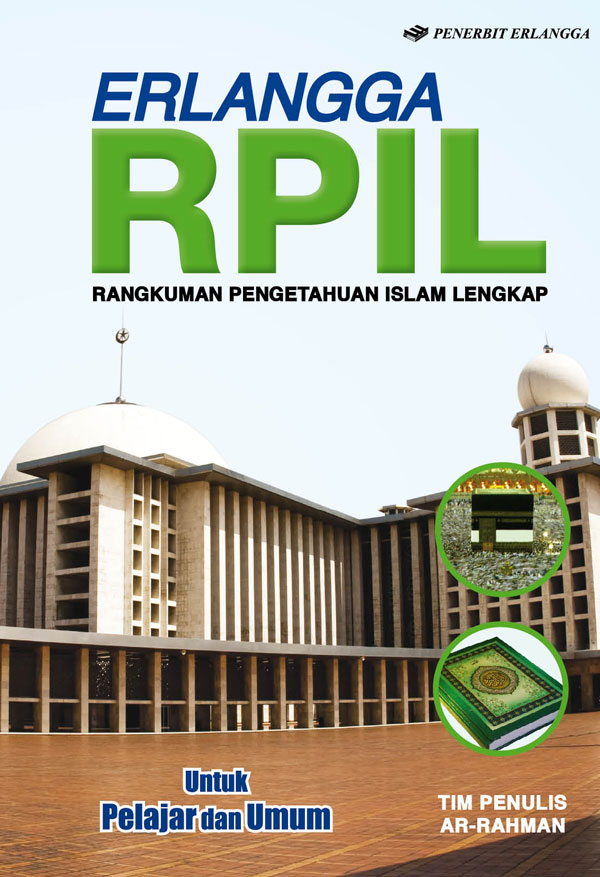 PENERBIT ERLANGGA
ERLANGGA
RPIL
RANGKUMAN PENGETAHUAN ISLAM LENGKAP
Untuk
Pelajar dan Umum
TIM PENULIS
AR-RAHMAN